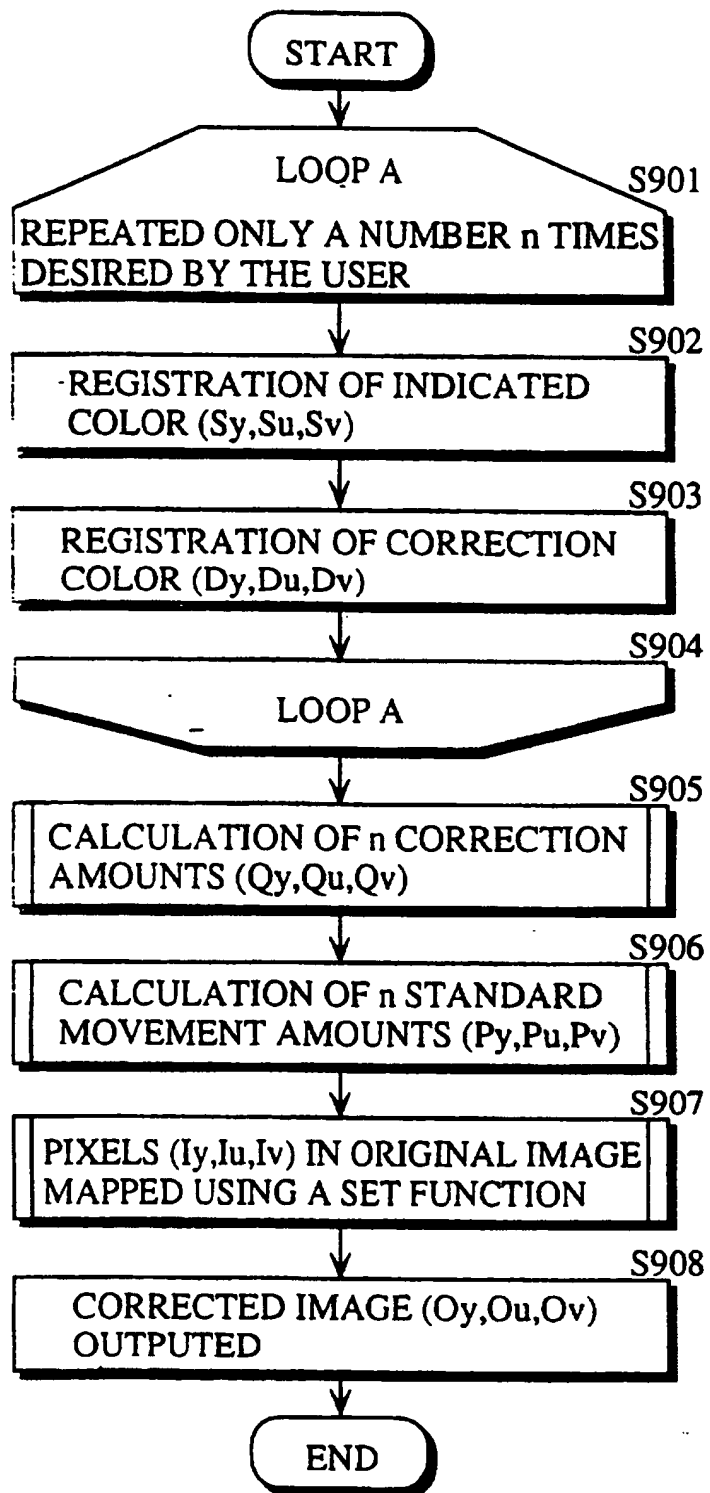 START
LOOP A
S901
REPEATED ONLY A NUMBER n TIMES
DESIRED BY THE USER
S902
REGISTRATION OF INDICATED
COLOR (Sy,Su,Sv)
S903
REGISTRATION OF CORRECTION
COLOR (Dy,Du,Dv)
S904
LOOP A
S905
CALCULATION OF n CORRECTION
AMOUNTS (Qy,Qu,Qv)
S906
CALCULATION OF n STANDARD
MOVEMENT AMOUNTS (Py,Pu,Pv)
S907
PIXELS (Iy,Iu,Iv) IN ORIGINAL IMAGE
MAPPED USING A SET FUNCTION
S908
CORRECTED IMAGE (Oy,Ou,Ov)
OUTPUTED
END